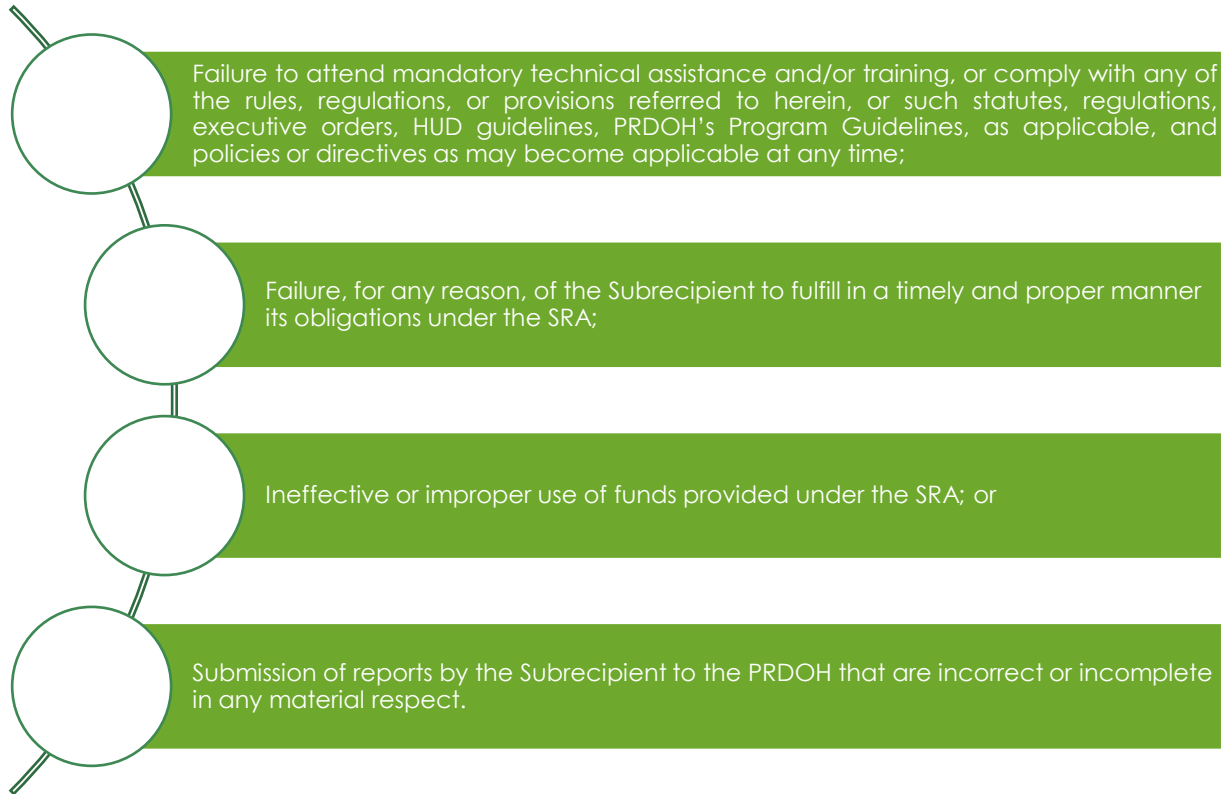 Failure to attend mandatory technical assistance and/or training, or comply with any of
the rules, regulations, or provisions referred to herein, or such statutes, regulations,
executive orders, HUD guidelines, PRDOH’s Program Guidelines, as applicable, and
policies or directives as may become applicable at any time;
Failure, for any reason, of the Subrecipient to fulfill in a timely and proper manner
its obligations under the SRA;
Ineffective or improper use of funds provided under the SRA; or
Submission of reports by the Subrecipient to the PRDOH that are incorrect or incomplete
in any material respect.